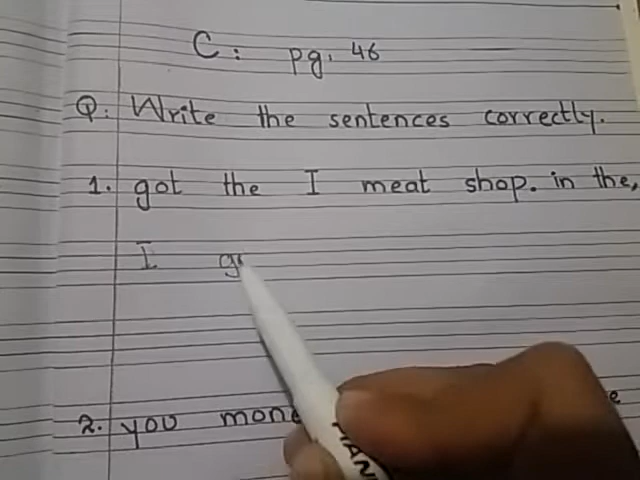 C: pg. 46
Q. Write the sentences correctly.
1. got the I meat shop. in the,
I
2. you